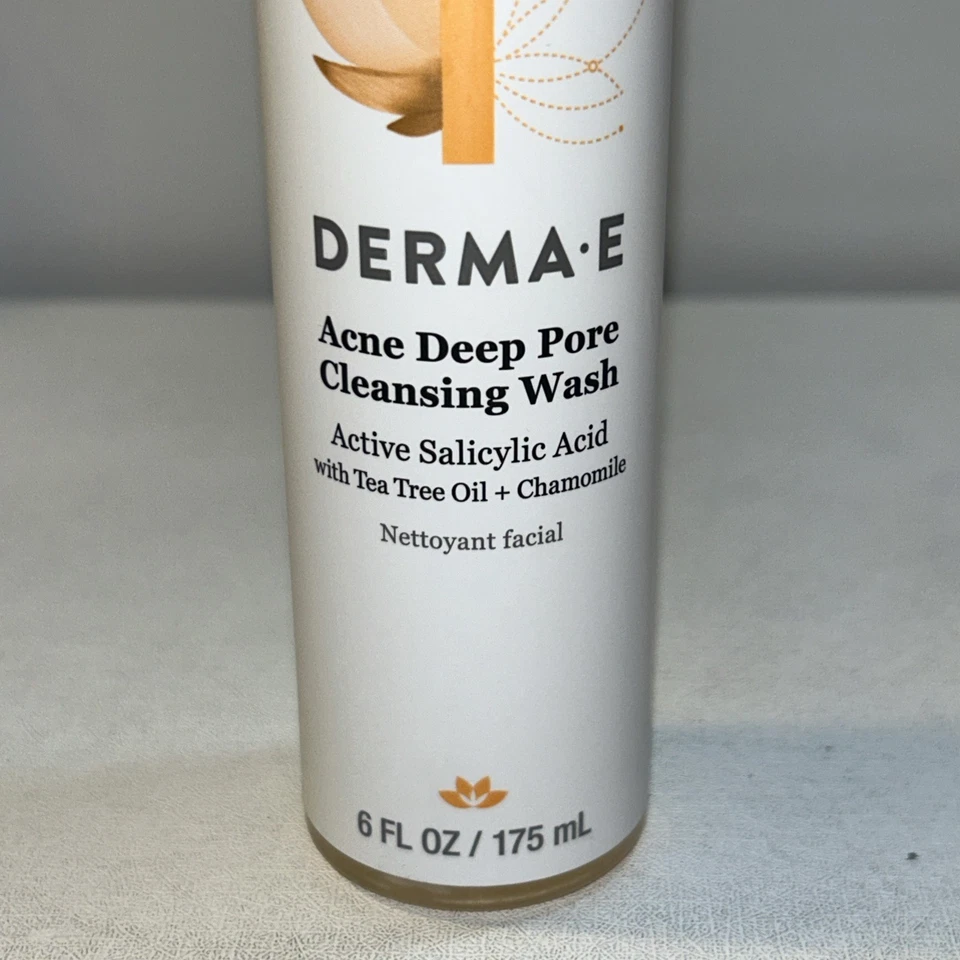 DERMA·E
Acne Deep Pore
Cleansing Wash
Active Salicylic Acid
with Tea Tree Oil + Chamomile
Nettoyant facial
6 FL OZ / 175 mL